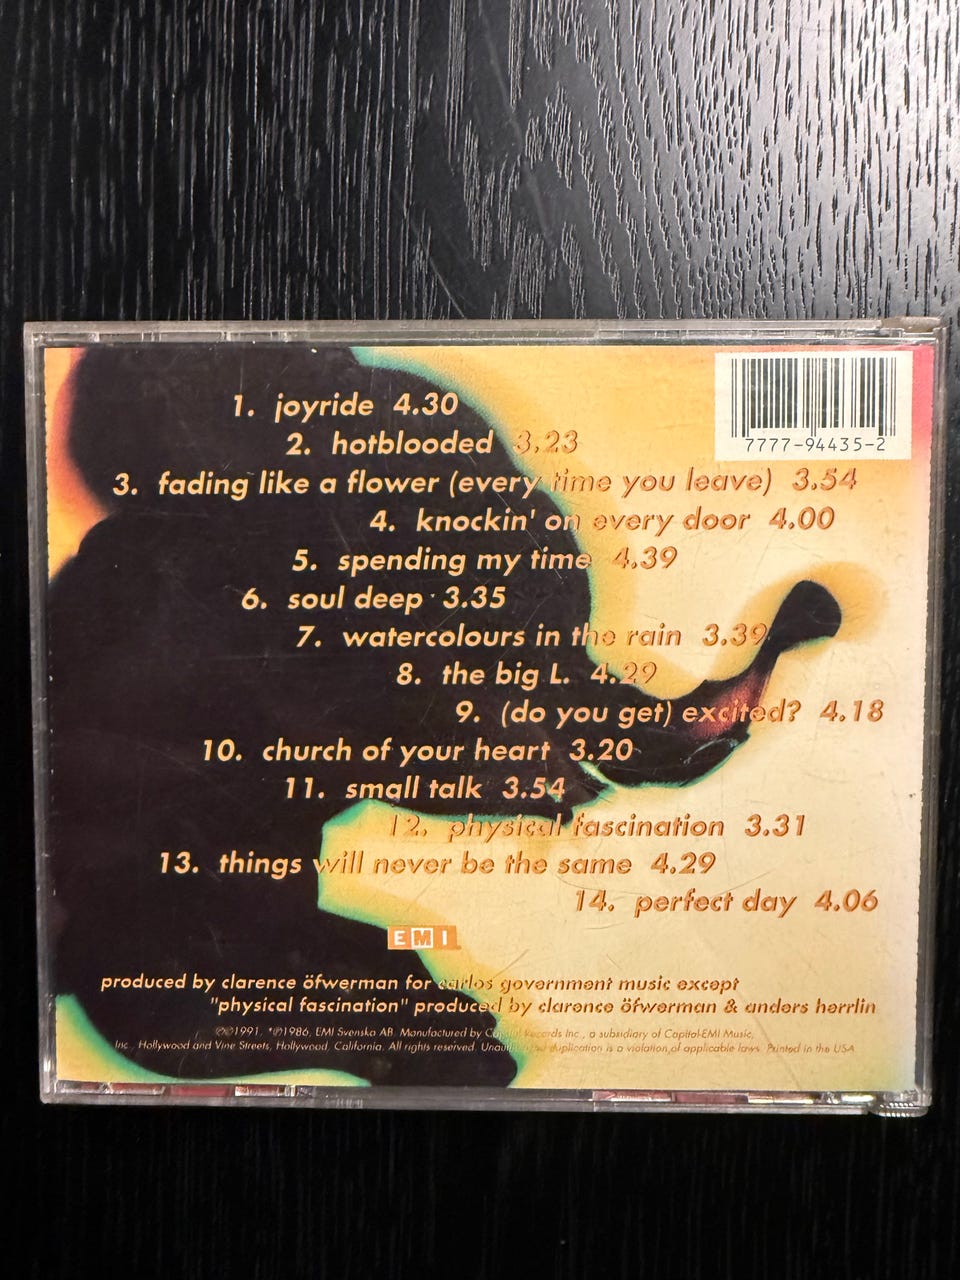 7777-94435-2
1. joyride 4.30
2. hotblooded 3.23
3. fading like a flower (every time you leave) 3.54
4. knockin' on every door 4.00
5. spending my time 4.39
6. soul deep · 3.35
7. watercolours in the rain 3.39
8. the big L. 4.29
9. (do you get) excited? 4.18
10. church of your heart 3.20
11. small talk 3.54
12. physical fascination 3.31
13. things will never be the same 4.29
14. perfect day 4.06
EMI
produced by clarence öfwerman for carlos government music except
"physical fascination" produced by clarence öfwerman & anders herrlin
℗©1991, *℗1986, EMI Svenska AB. Manufactured by Capitol Records Inc., a subsidiary of Capitol-EMI Music,
Inc., Hollywood and Vine Streets, Hollywood, California. All rights reserved. Unauthorized duplication is a violation of applicable laws. Printed in the USA